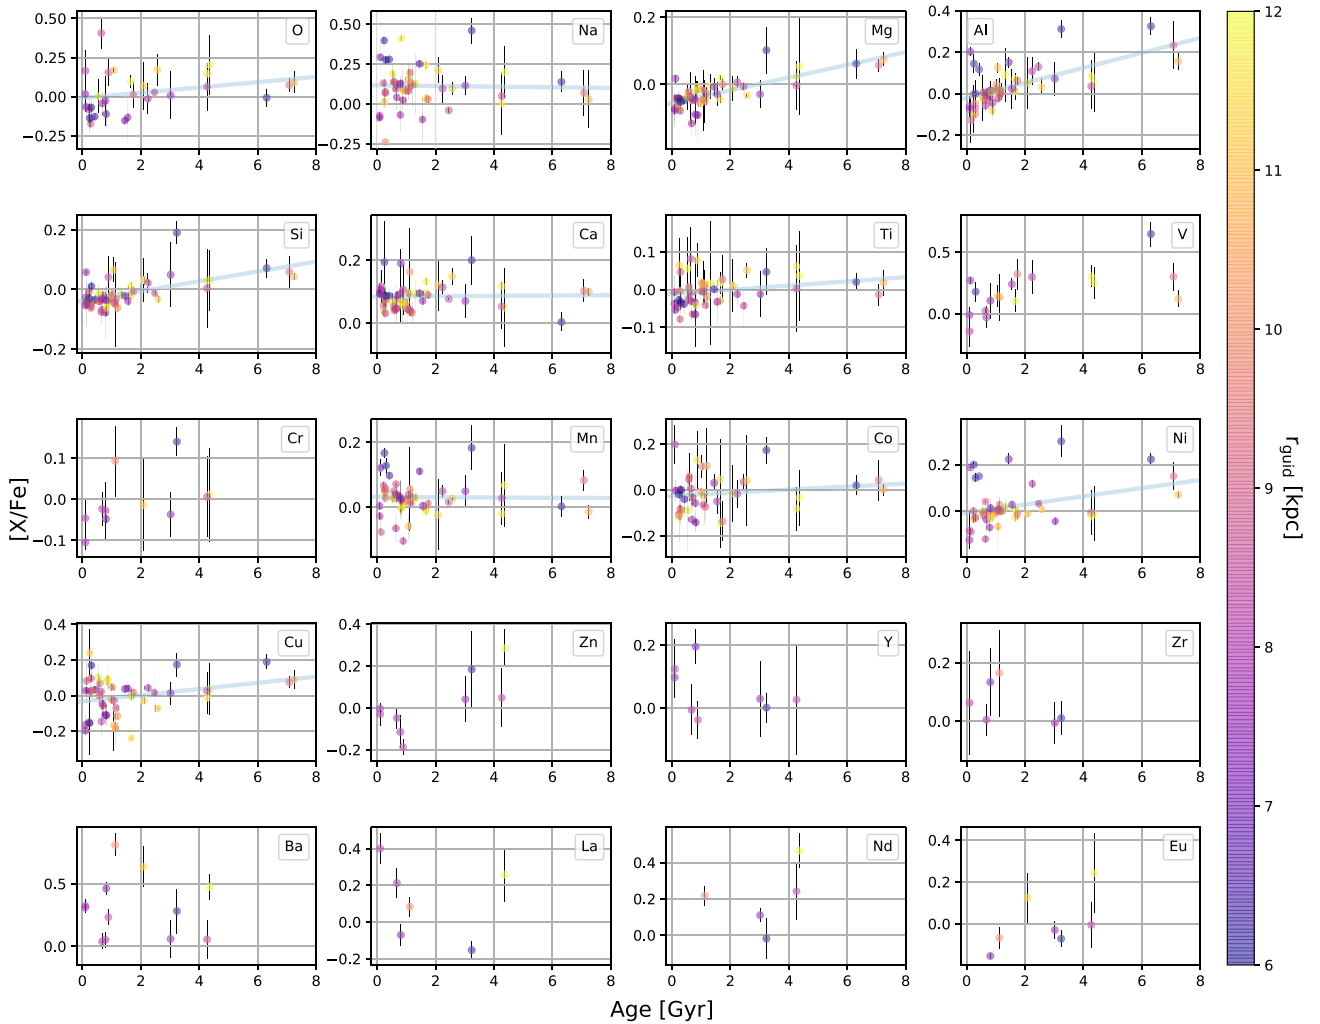 O
Na
Mg
Al
0.50
0.25
0.00
−0.25
0.50
0.25
0.00
−0.25
0.2
0.0
0.4
0.2
0.0
−0.2
0 2 4 6 8
0 2 4 6 8
0 2 4 6 8
0 2 4 6 8
Si
Ca
Ti
V
0.2
0.0
−0.2
0.2
0.0
0.1
0.0
−0.1
0.5
0.0
0 2 4 6 8
0 2 4 6 8
0 2 4 6 8
0 2 4 6 8
Cr
Mn
Co
Ni
0.1
0.0
−0.1
0.2
0.0
0.2
0.0
−0.2
0.2
0.0
0 2 4 6 8
0 2 4 6 8
0 2 4 6 8
0 2 4 6 8
Cu
Zn
Y
Zr
0.4
0.2
0.0
−0.2
0.4
0.2
0.0
−0.2
0.2
0.0
0.2
0.0
0 2 4 6 8
0 2 4 6 8
0 2 4 6 8
0 2 4 6 8
Ba
La
Nd
Eu
0.5
0.0
0.4
0.2
0.0
−0.2
0.4
0.2
0.0
0.4
0.2
0.0
0 2 4 6 8
0 2 4 6 8
0 2 4 6 8
0 2 4 6 8
[X/Fe]
Age [Gyr]
12
11
10
9
8
7
6
rguid [kpc]